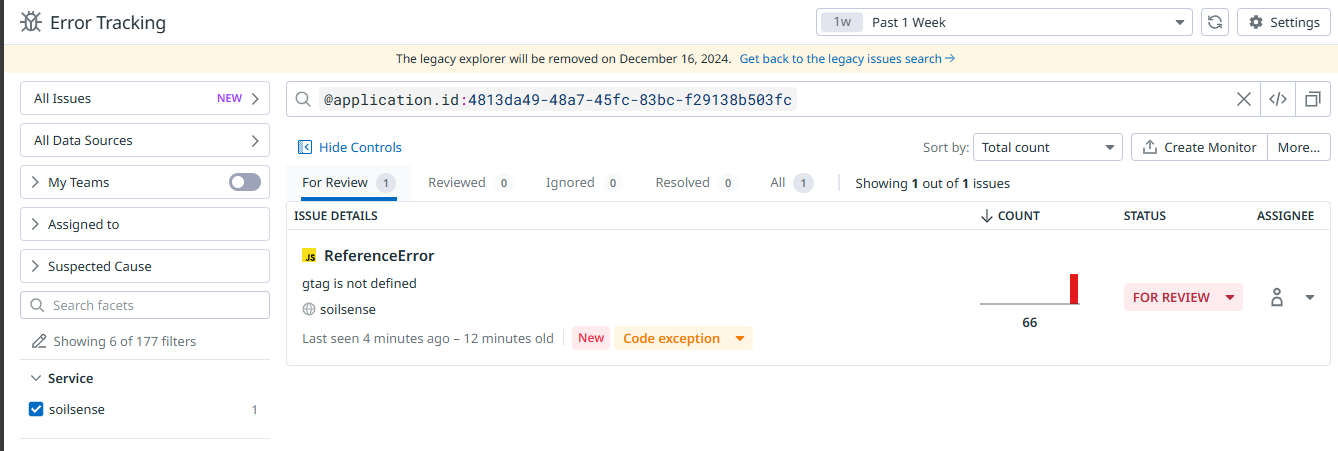 Error Tracking
1w Past 1 Week
Settings
The legacy explorer will be removed on December 16, 2024. Get back to the legacy issues search →
All Issues NEW
All Data Sources
My Teams
Assigned to
Suspected Cause
Search facets
Showing 6 of 177 filters
Service
soilsense 1
@application.id:4813da49-48a7-45fc-83bc-f29138b503fc
</>
Hide Controls
Sort by: Total count
Create Monitor
More...
For Review 1
Reviewed 0
Ignored 0
Resolved 0
All 1
Showing 1 out of 1 issues
ISSUE DETAILS
↓ COUNT
STATUS
ASSIGNEE
JS ReferenceError
gtag is not defined
soilsense
Last seen 4 minutes ago – 12 minutes old
New
Code exception
66
FOR REVIEW